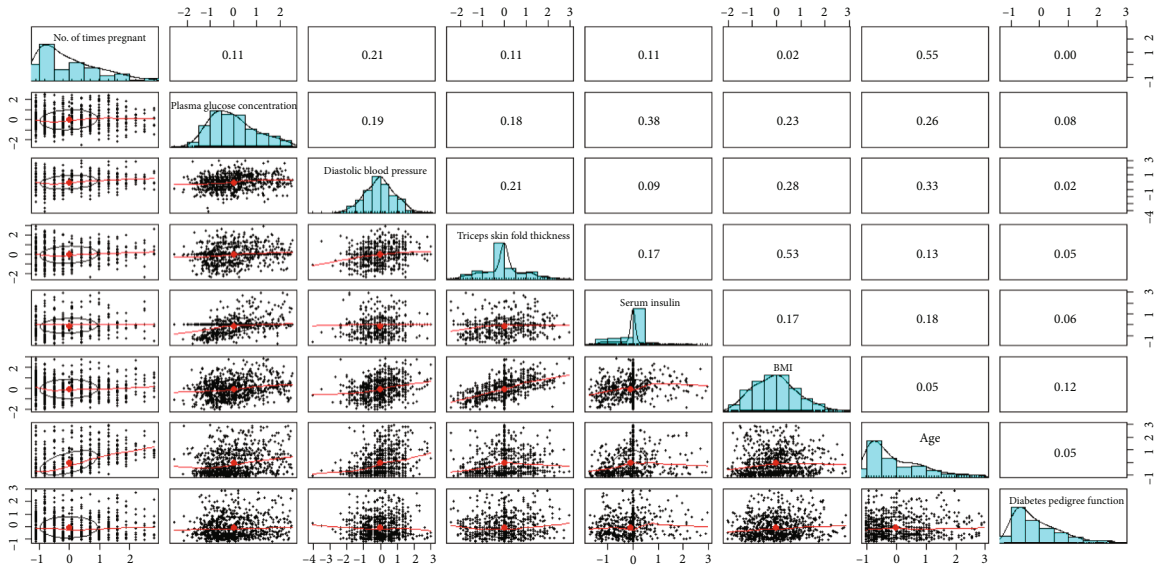 −2 −1 0 1 2
−2 −1 0 1 2 3
−2 −1 0 1 2 3
−1 0 1 2 3
No. of times pregnant
0.11 0.21 0.11 0.11 0.02 0.55 0.00
−1 1 2
−2 0 1 2
Plasma glucose concentration
0.19 0.18 0.38 0.23 0.26 0.08
Diastolic blood pressure
0.21 0.09 0.28 0.33 0.02
−4 −1 1 3
−2 0 1 2
Triceps skin fold thickness
0.17 0.53 0.13 0.05
Serum insulin
0.17 0.18 0.06
−1 1 2 3
−2 0 1 2
BMI
0.05 0.12
Age
0.05
−1 1 2 3
−1 0 1 2 3
Diabetes pedigree function
−1 0 1 2
−4 −3 −2 −1 0 1 2 3
−1 0 1 2 3
−1 0 1 2 3